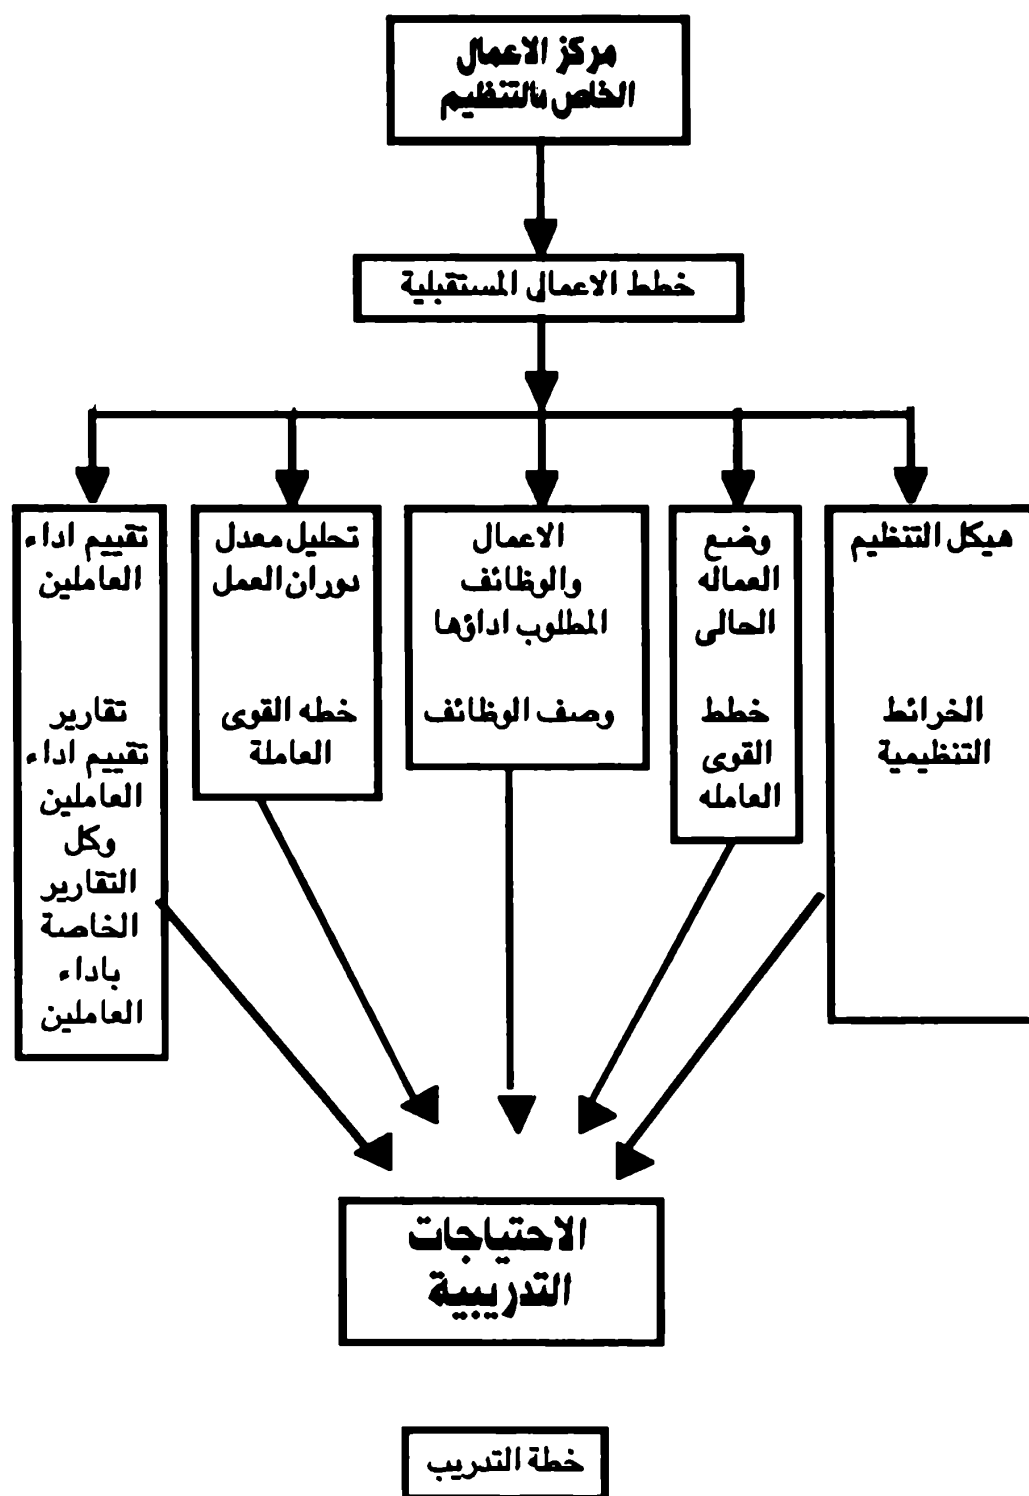 مركز الاعمال
الخاص بالتنظيم
خطط الاعمال المستقبلية
هيكل التنظيم
الخرائط
التنظيمية
وضع
العماله
الحالى
خطط
القوى
العامله
الاعمال
والوظائف
المطلوب اداؤها
وصف الوظائف
تحليل معدل
دوران العمل
خطه القوى
العاملة
تقييم اداء
العاملين
تقارير
تقييم اداء
العاملين
وكل
التقارير
الخاصة
باداء
العاملين
الاحتياجات
التدريبية
خطة التدريب